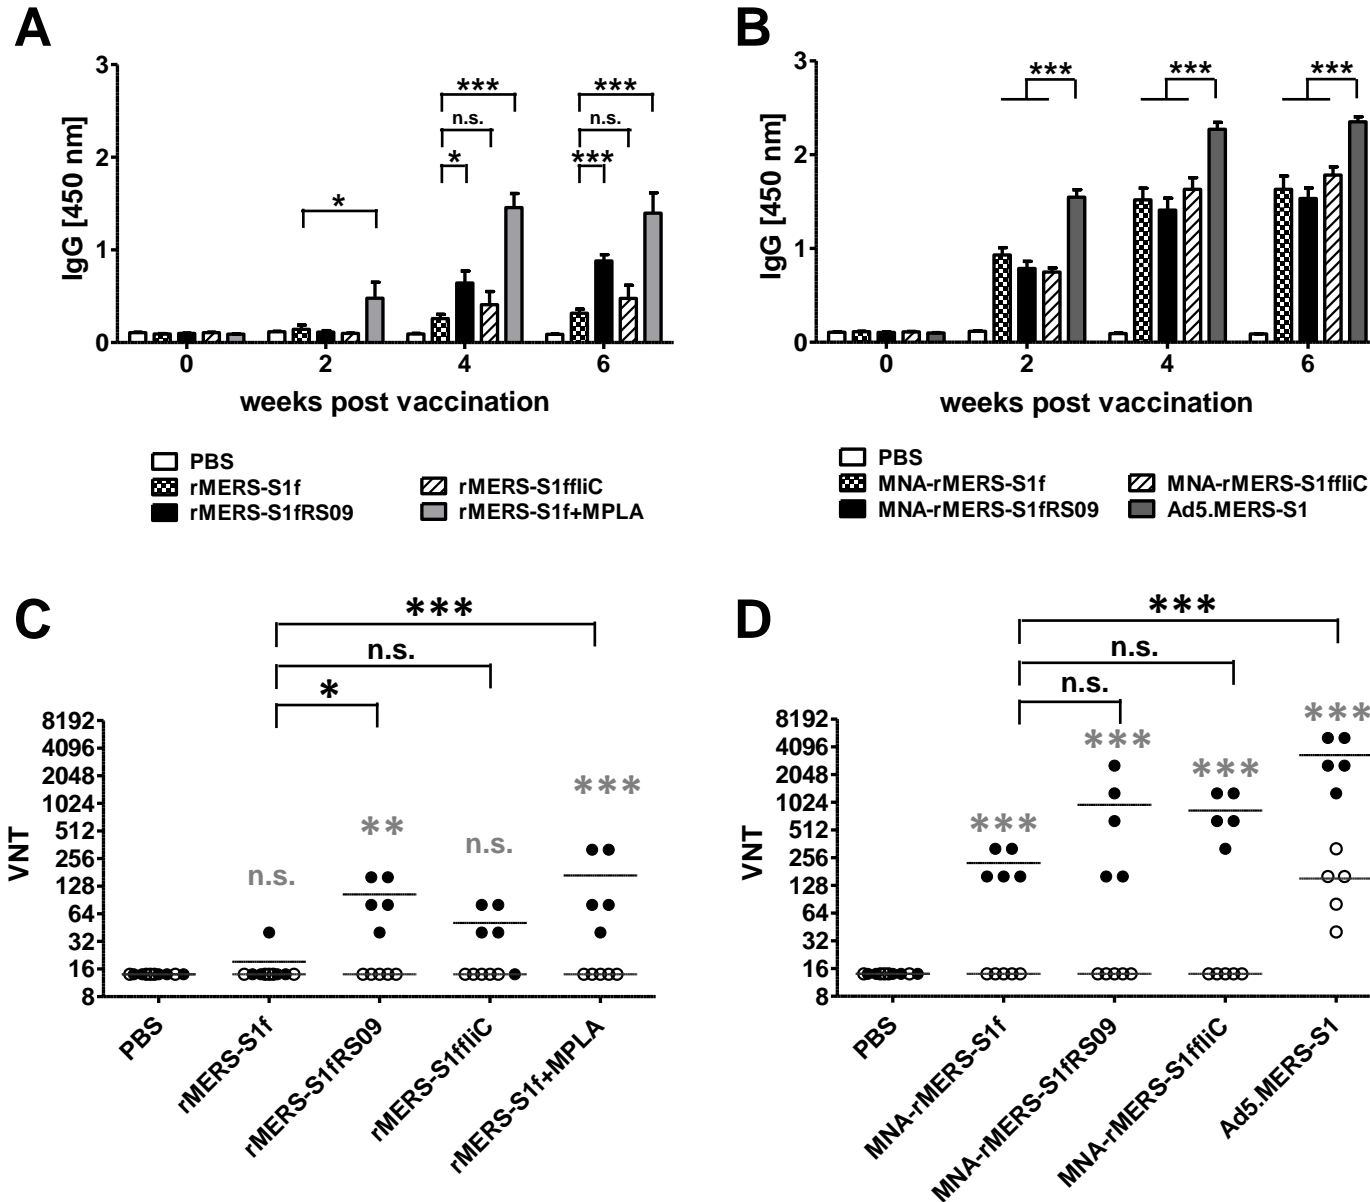 A
3
2
1
0
IgG [450 nm]
*
***
n.s.
*
***
n.s.
***
0 2 4 6
weeks post vaccination
PBS
rMERS-S1f
rMERS-S1fRS09
rMERS-S1ffliC
rMERS-S1f+MPLA
B
3
2
1
0
IgG [450 nm]
***
***
***
0 2 4 6
weeks post vaccination
PBS
MNA-rMERS-S1f
MNA-rMERS-S1fRS09
MNA-rMERS-S1ffliC
Ad5.MERS-S1
C
***
n.s.
*
8192
4096
2048
1024
512
256
128
64
32
16
8
VNT
n.s.
**
n.s.
***
PBS
rMERS-S1f
rMERS-S1fRS09
rMERS-S1ffliC
rMERS-S1f+MPLA
D
***
n.s.
n.s.
8192
4096
2048
1024
512
256
128
64
32
16
8
VNT
***
***
***
***
PBS
MNA-rMERS-S1f
MNA-rMERS-S1fRS09
MNA-rMERS-S1ffliC
Ad5.MERS-S1